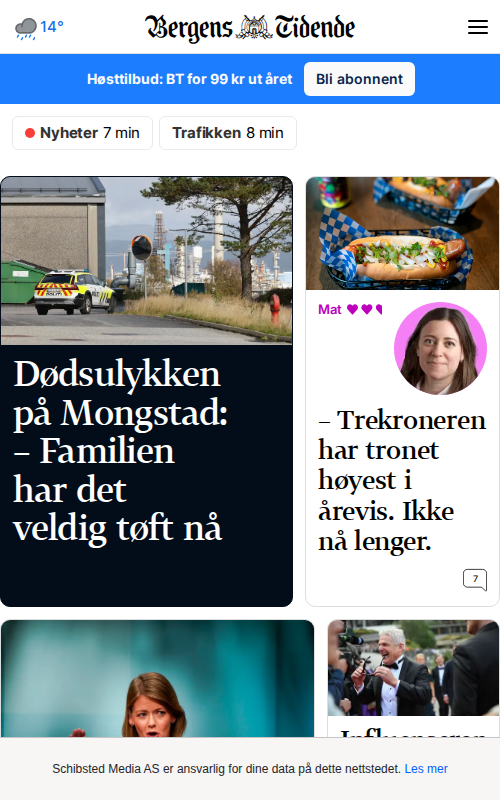 14°
Bergens Tidende
Høsttilbud: BT for 99 kr ut året
Bli abonnent
Nyheter 7 min
Trafikken 8 min
Dødsulykken
på Mongstad:
– Familien
har det
veldig tøft nå
Mat
– Trekroneren
har tronet
høyest i
årevis. Ikke
nå lenger.
7
Schibsted Media AS er ansvarlig for dine data på dette nettstedet. Les mer